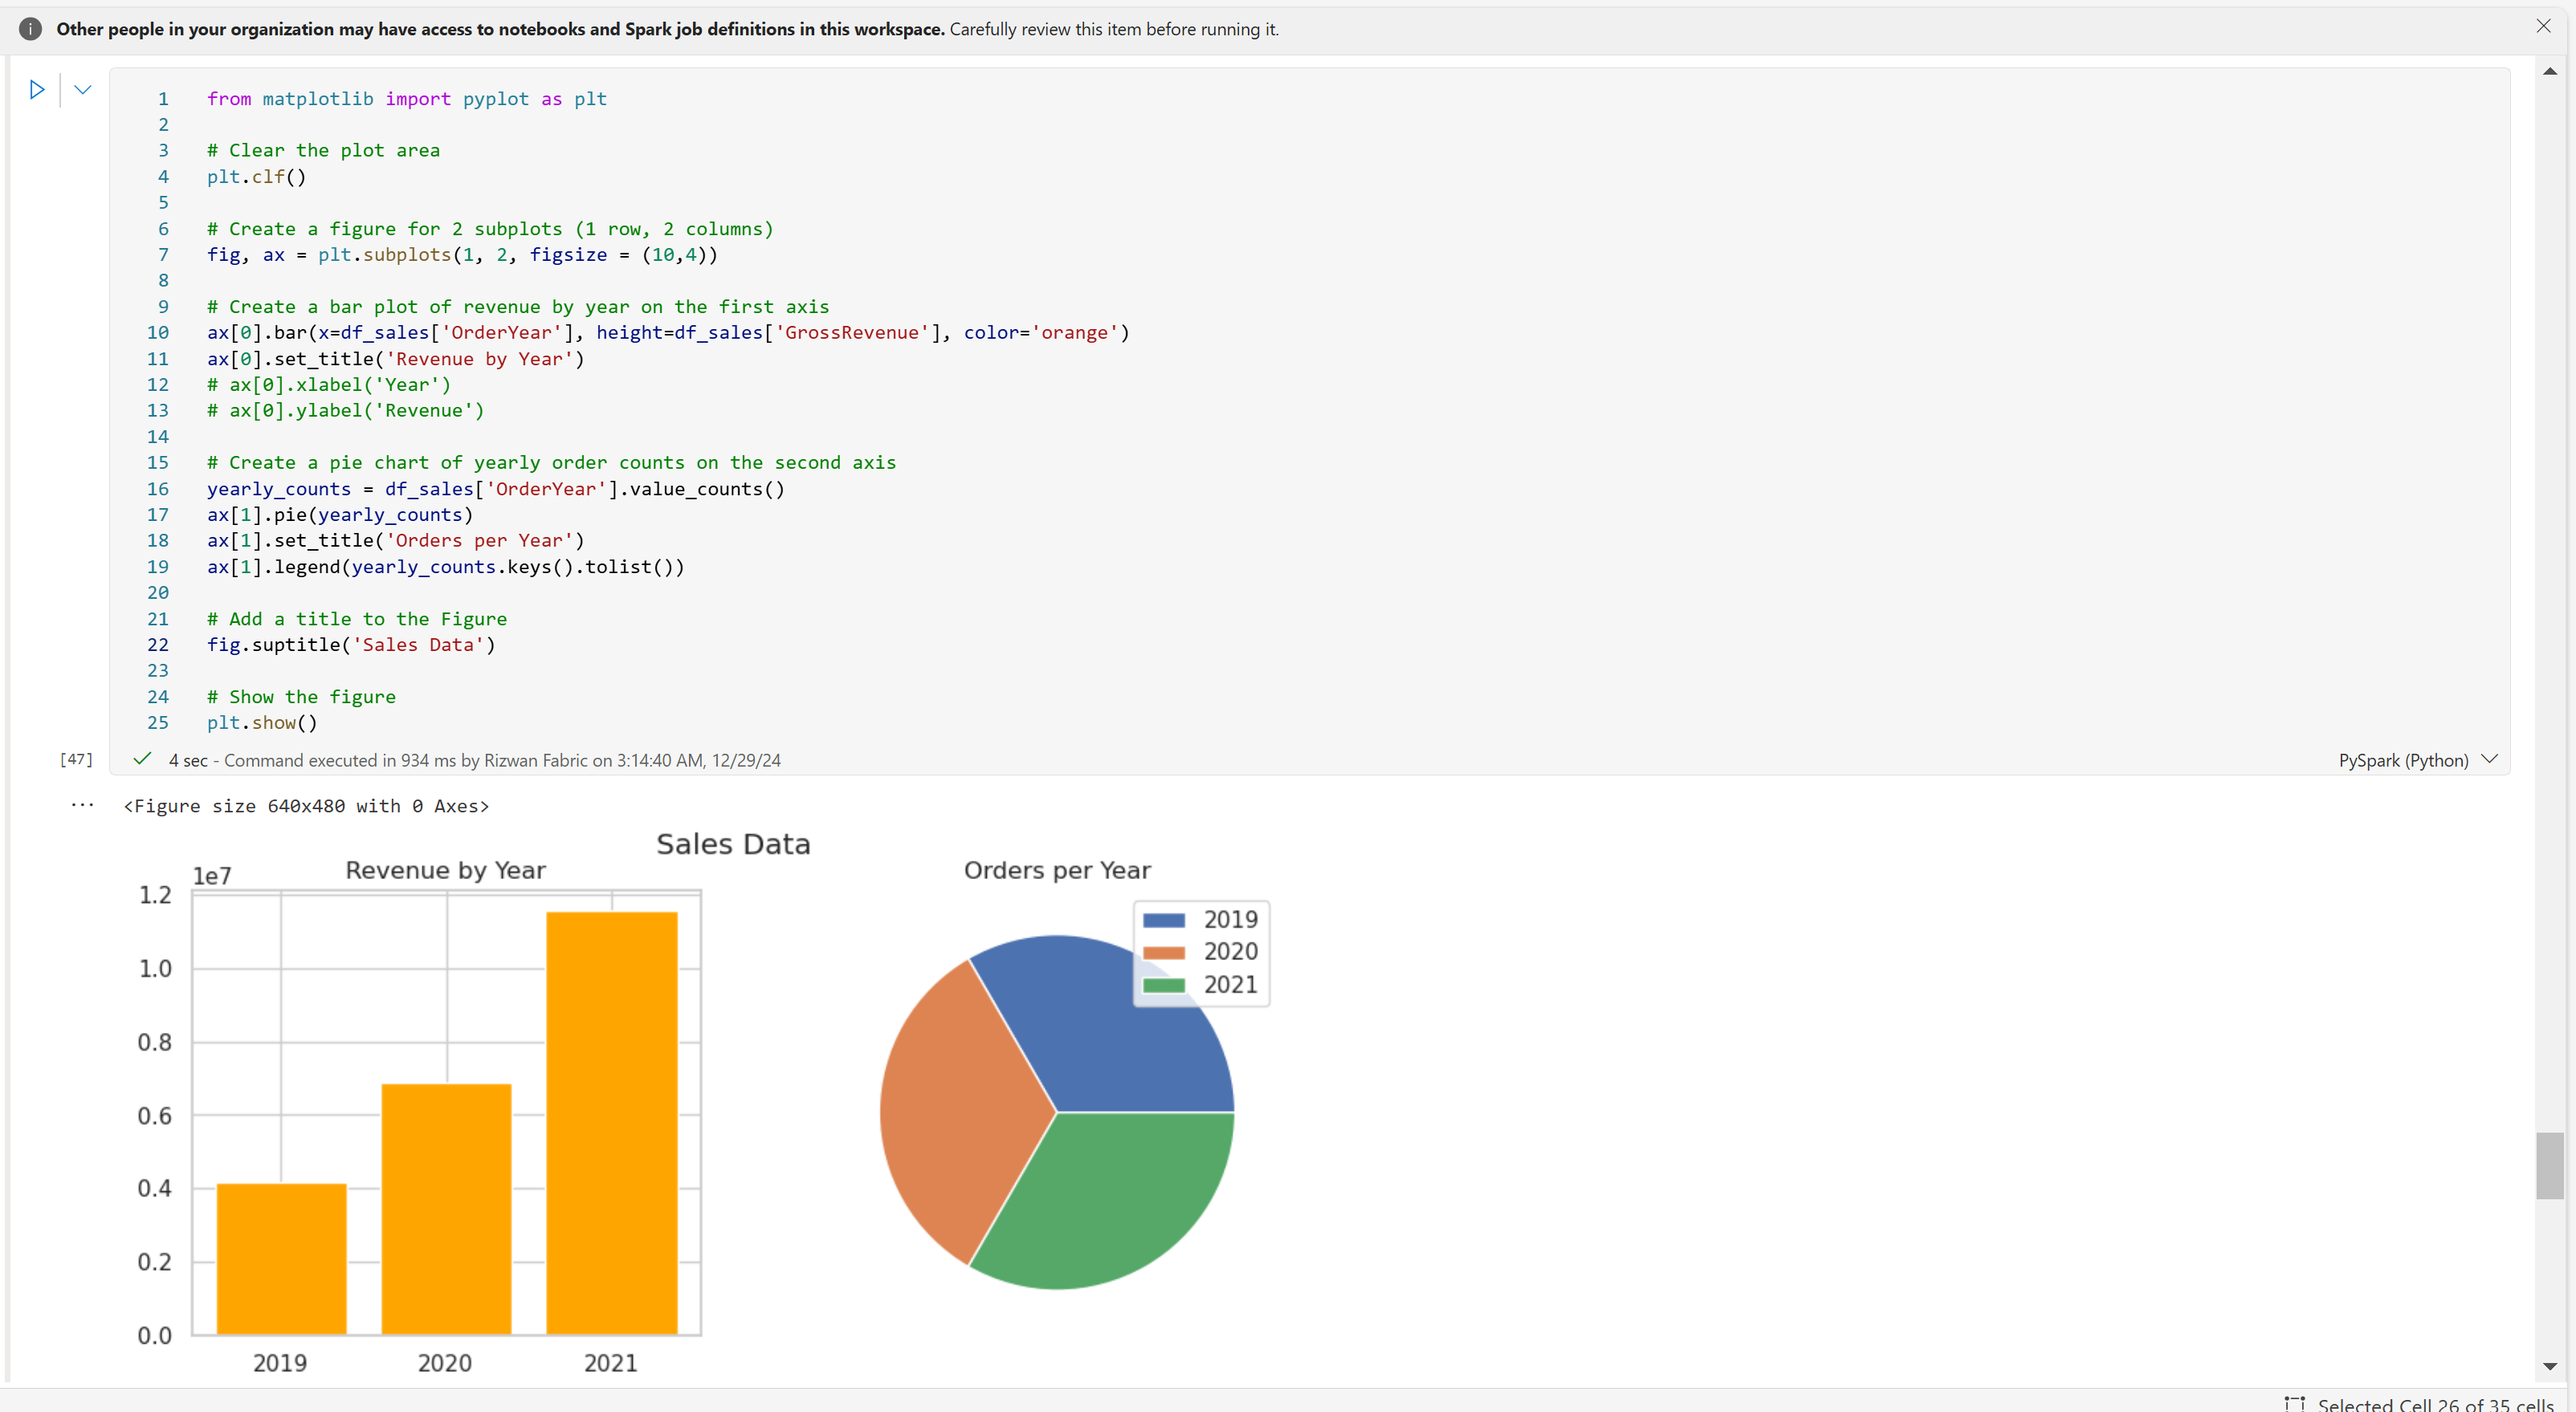 Other people in your organization may have access to notebooks and Spark job definitions in this workspace. Carefully review this item before running it.
1 from matplotlib import pyplot as plt
2
3 # Clear the plot area
4 plt.clf()
5
6 # Create a figure for 2 subplots (1 row, 2 columns)
7 fig, ax = plt.subplots(1, 2, figsize = (10,4))
8
9 # Create a bar plot of revenue by year on the first axis
10 ax[0].bar(x=df_sales['OrderYear'], height=df_sales['GrossRevenue'], color='orange')
11 ax[0].set_title('Revenue by Year')
12 # ax[0].xlabel('Year')
13 # ax[0].ylabel('Revenue')
14
15 # Create a pie chart of yearly order counts on the second axis
16 yearly_counts = df_sales['OrderYear'].value_counts()
17 ax[1].pie(yearly_counts)
18 ax[1].set_title('Orders per Year')
19 ax[1].legend(yearly_counts.keys().tolist())
20
21 # Add a title to the Figure
22 fig.suptitle('Sales Data')
23
24 # Show the figure
25 plt.show()
[47] 4 sec - Command executed in 934 ms by Rizwan Fabric on 3:14:40 AM, 12/29/24 PySpark (Python)
... <Figure size 640x480 with 0 Axes>
Sales Data
Revenue by Year
1e7
1.2
1.0
0.8
0.6
0.4
0.2
0.0
2019 2020 2021
Orders per Year
2019
2020
2021
Selected Cell 26 of 35 cells